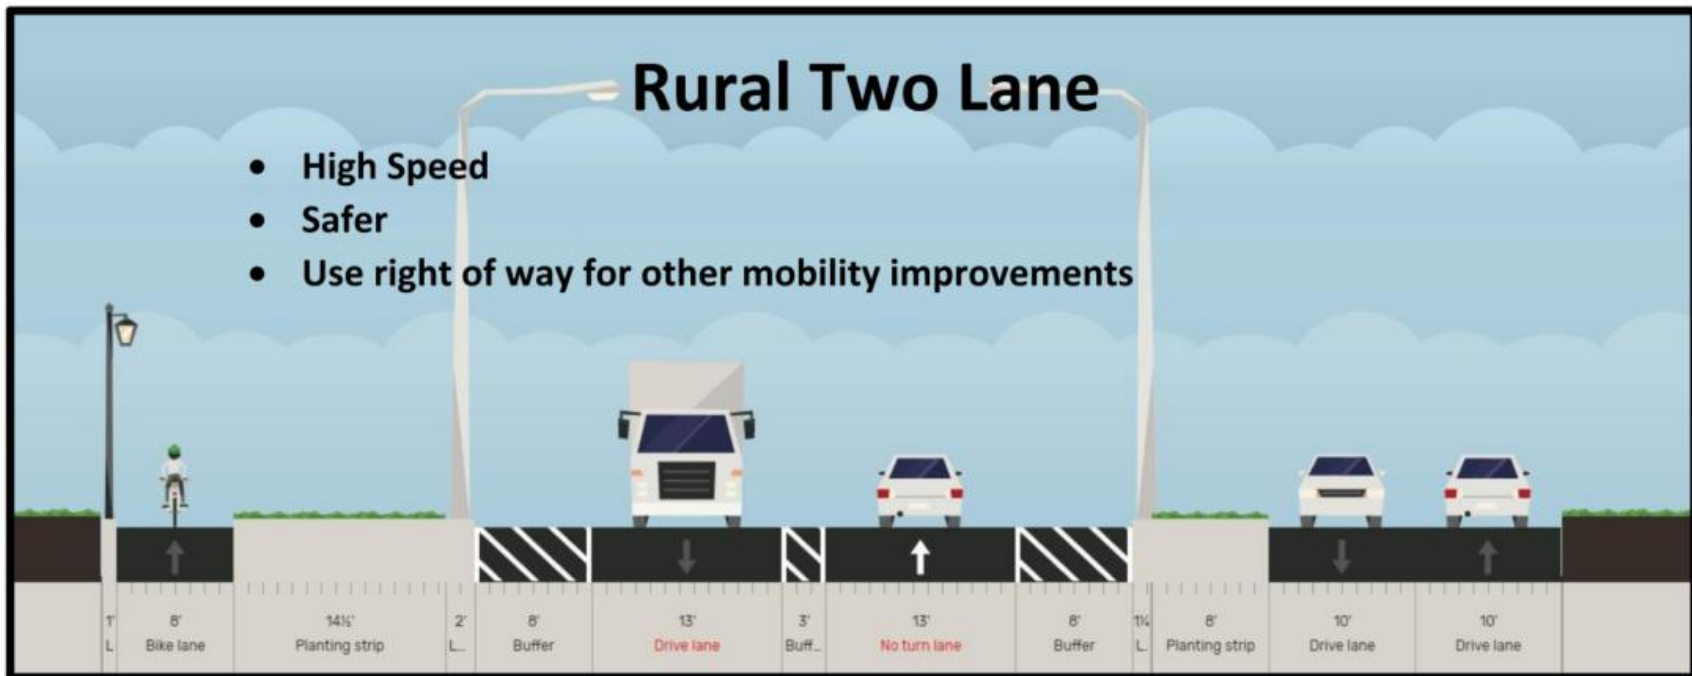 Rural Two Lane
• High Speed
• Safer
• Use right of way for other mobility improvements
1' 8' 14½' 2' 8' 13' 3' 13' 8' 1¼ 8' 10' 10'
L Bike lane Planting strip L... Buffer Drive lane Buff... No turn lane Buffer L. Planting strip Drive lane Drive lane